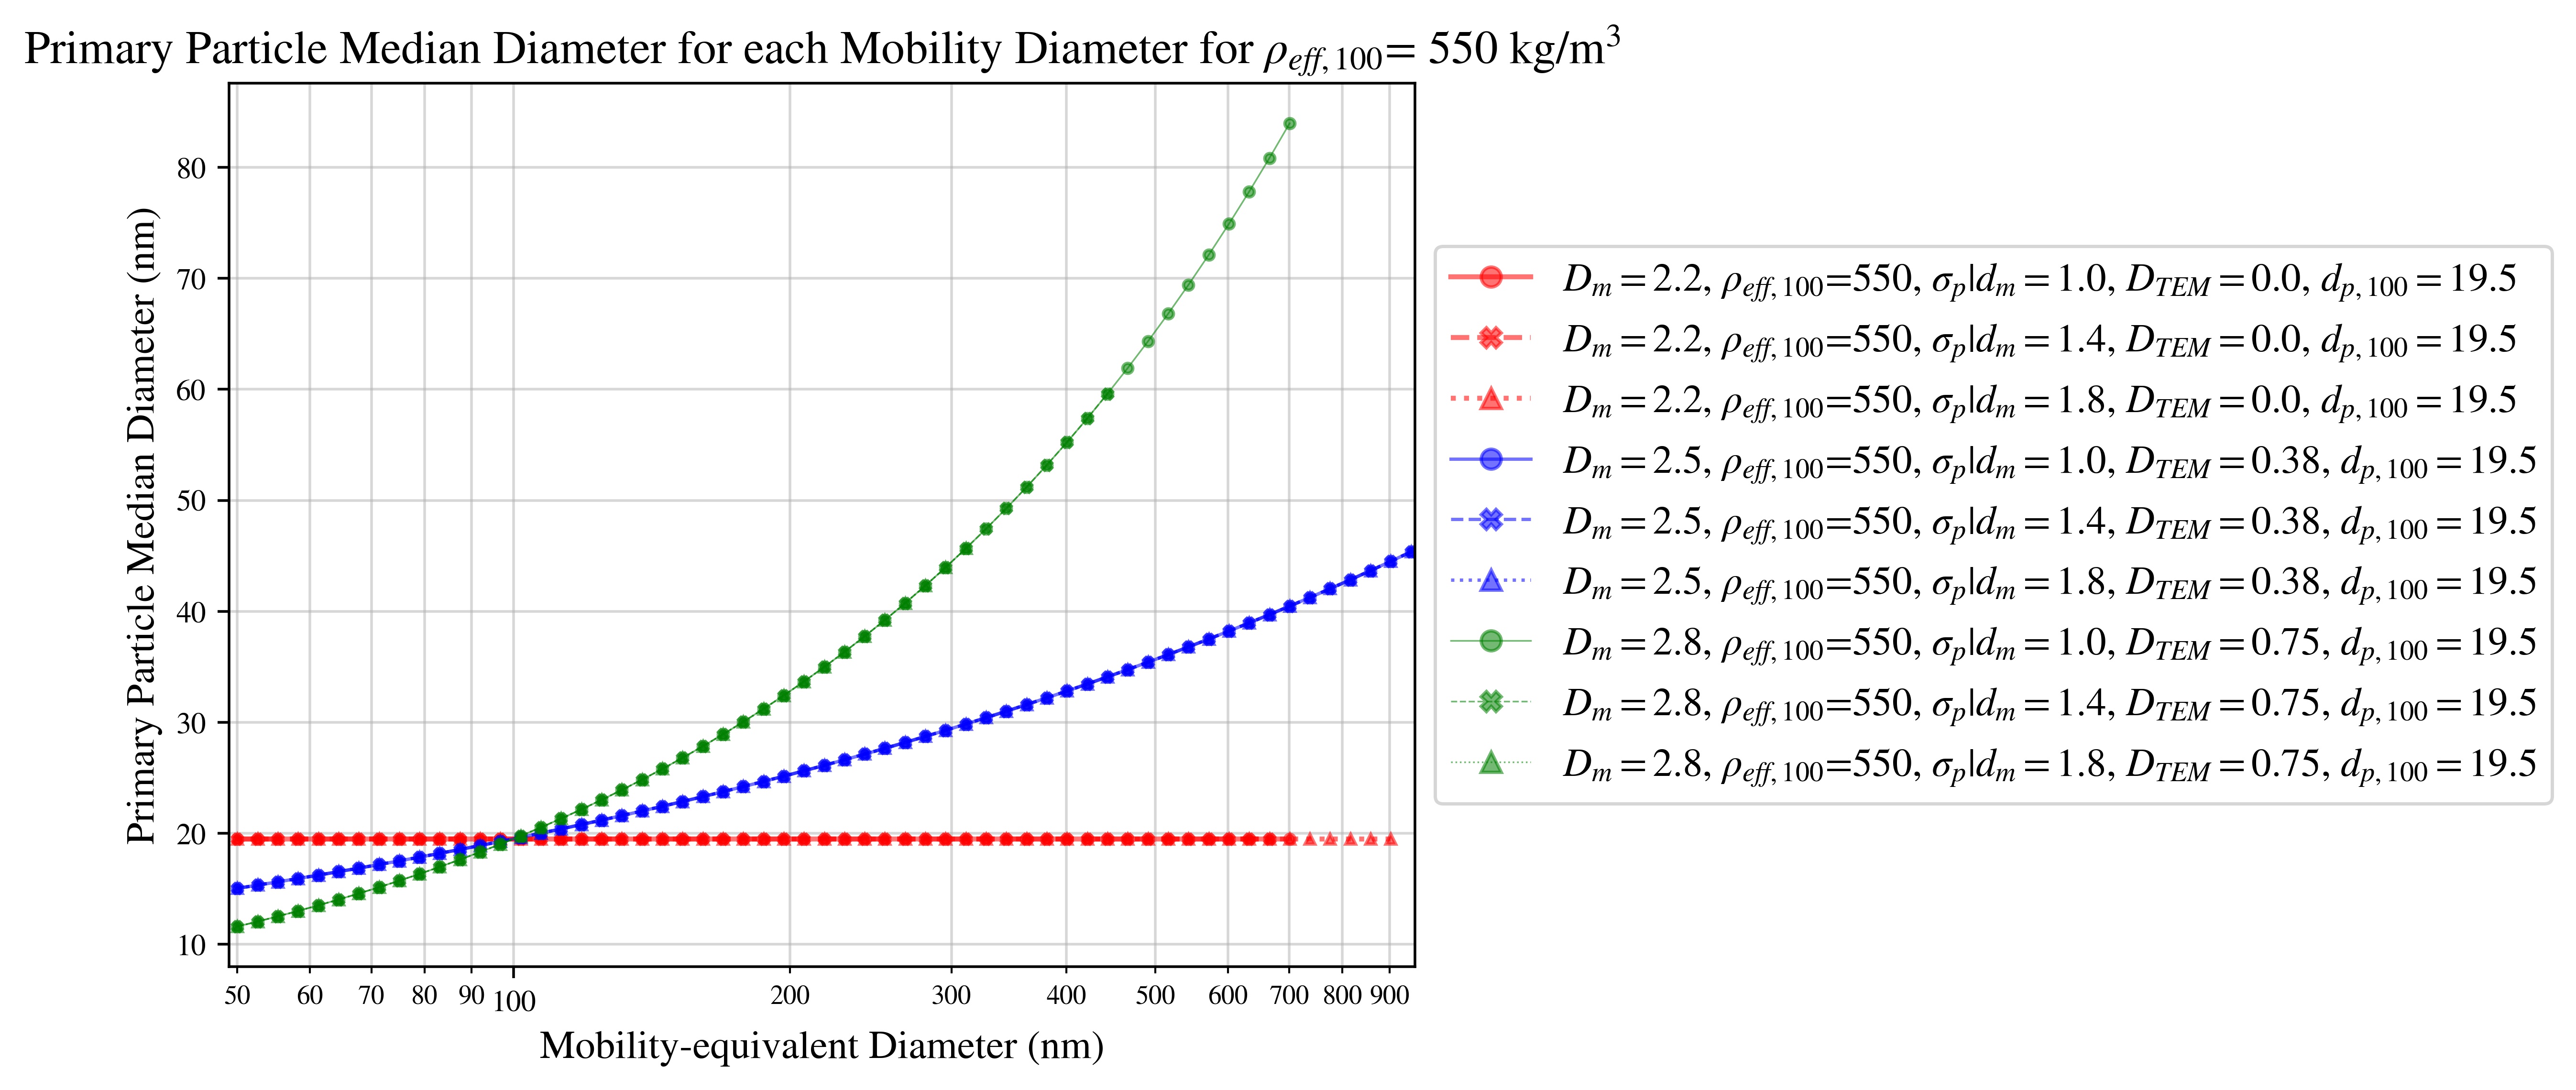 Primary Particle Median Diameter for each Mobility Diameter for ρeff,100= 550 kg/m³
Primary Particle Median Diameter (nm)
80
70
60
50
40
30
20
10
50 60 70 80 90 100 200 300 400 500 600 700 800 900
Mobility-equivalent Diameter (nm)
Dm = 2.2, ρeff,100=550, σp|dm = 1.0, DTEM = 0.0, dp,100 = 19.5
Dm = 2.2, ρeff,100=550, σp|dm = 1.4, DTEM = 0.0, dp,100 = 19.5
Dm = 2.2, ρeff,100=550, σp|dm = 1.8, DTEM = 0.0, dp,100 = 19.5
Dm = 2.5, ρeff,100=550, σp|dm = 1.0, DTEM = 0.38, dp,100 = 19.5
Dm = 2.5, ρeff,100=550, σp|dm = 1.4, DTEM = 0.38, dp,100 = 19.5
Dm = 2.5, ρeff,100=550, σp|dm = 1.8, DTEM = 0.38, dp,100 = 19.5
Dm = 2.8, ρeff,100=550, σp|dm = 1.0, DTEM = 0.75, dp,100 = 19.5
Dm = 2.8, ρeff,100=550, σp|dm = 1.4, DTEM = 0.75, dp,100 = 19.5
Dm = 2.8, ρeff,100=550, σp|dm = 1.8, DTEM = 0.75, dp,100 = 19.5